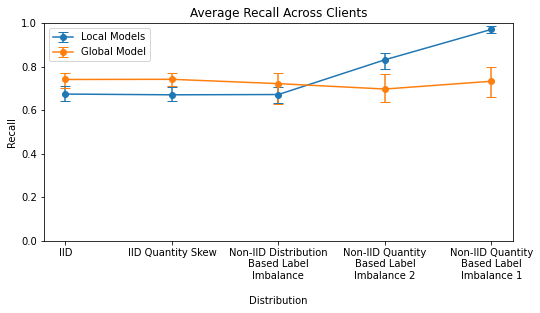 Average Recall Across Clients
Local Models
Global Model
1.0
0.8
0.6
0.4
0.2
0.0
Recall
IID
IID Quantity Skew
Non-IID Distribution
Based Label
Imbalance
Non-IID Quantity
Based Label
Imbalance 2
Non-IID Quantity
Based Label
Imbalance 1
Distribution